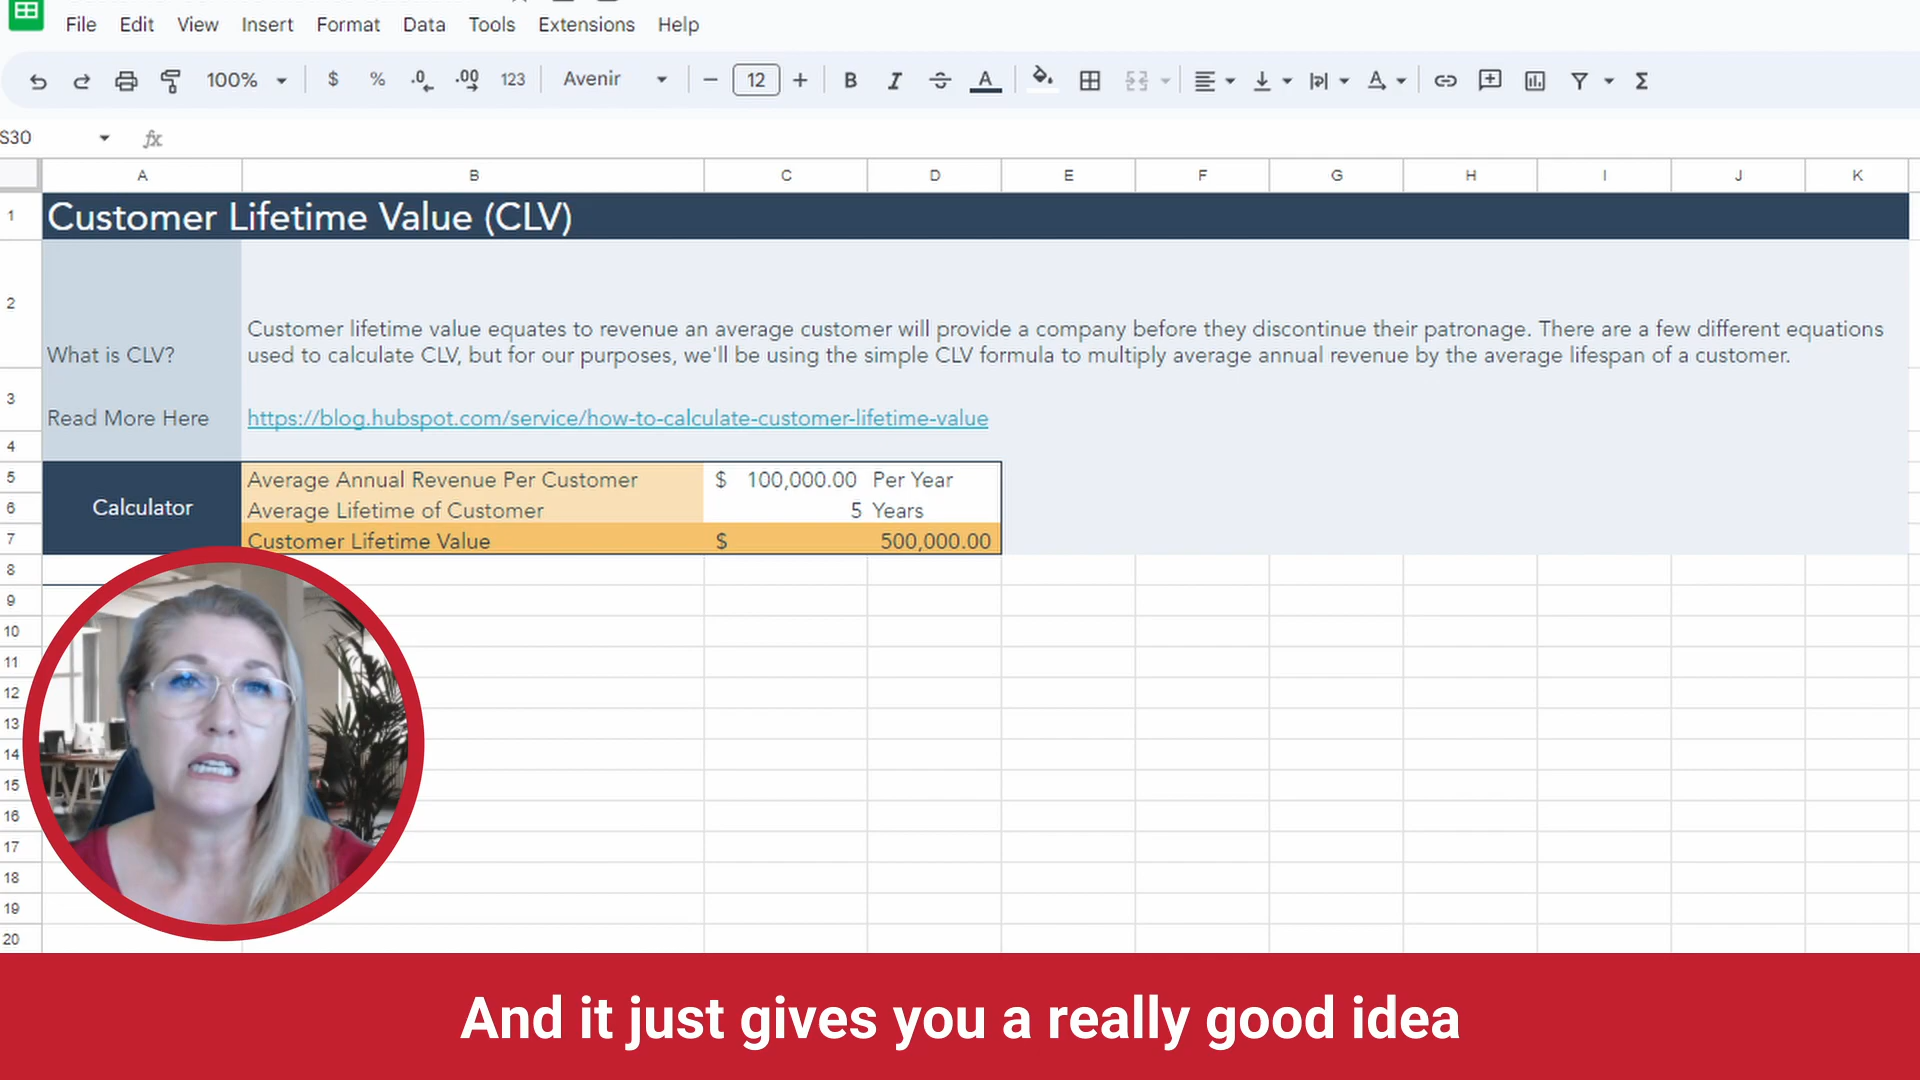 File Edit View Insert Format Data Tools Extensions Help
100% $ % .0 .00 123 Avenir 12 B I A
S30 fx
A B C D E F G H I J K
1 Customer Lifetime Value (CLV)
2 What is CLV? Customer lifetime value equates to revenue an average customer will provide a company before they discontinue their patronage. There are a few different equations
used to calculate CLV, but for our purposes, we'll be using the simple CLV formula to multiply average annual revenue by the average lifespan of a customer.
3 Read More Here https://blog.hubspot.com/service/how-to-calculate-customer-lifetime-value
4
5 Average Annual Revenue Per Customer $ 100,000.00 Per Year
6 Calculator Average Lifetime of Customer 5 Years
7 Customer Lifetime Value $ 500,000.00
8
9
10
11
12
13
14
15
16
17
18
19
20
And it just gives you a really good idea